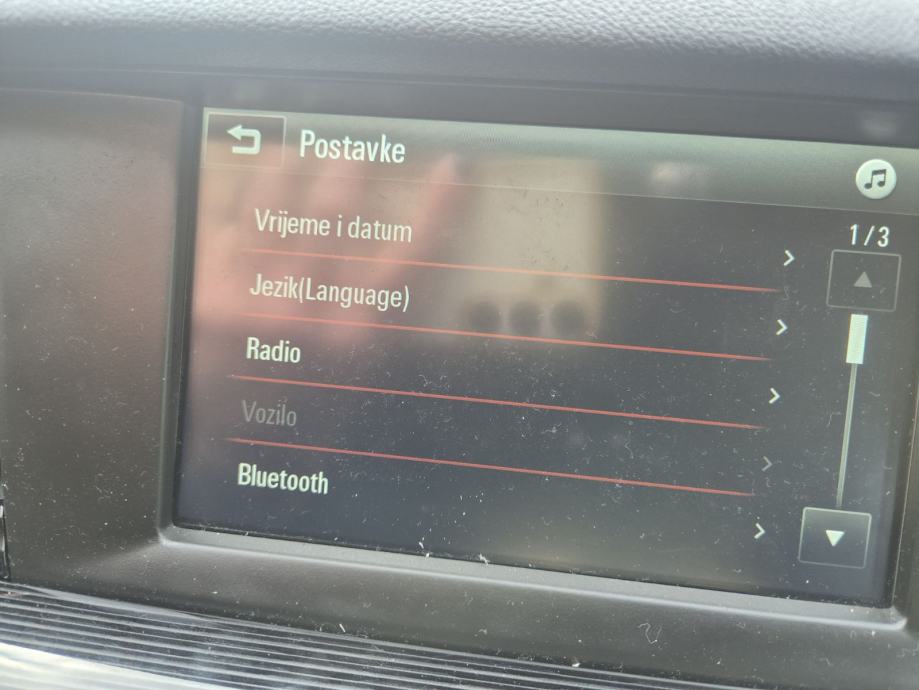 Postavke
1/3
Vrijeme i datum
Jezik(Language)
Radio
Vozilo
Bluetooth